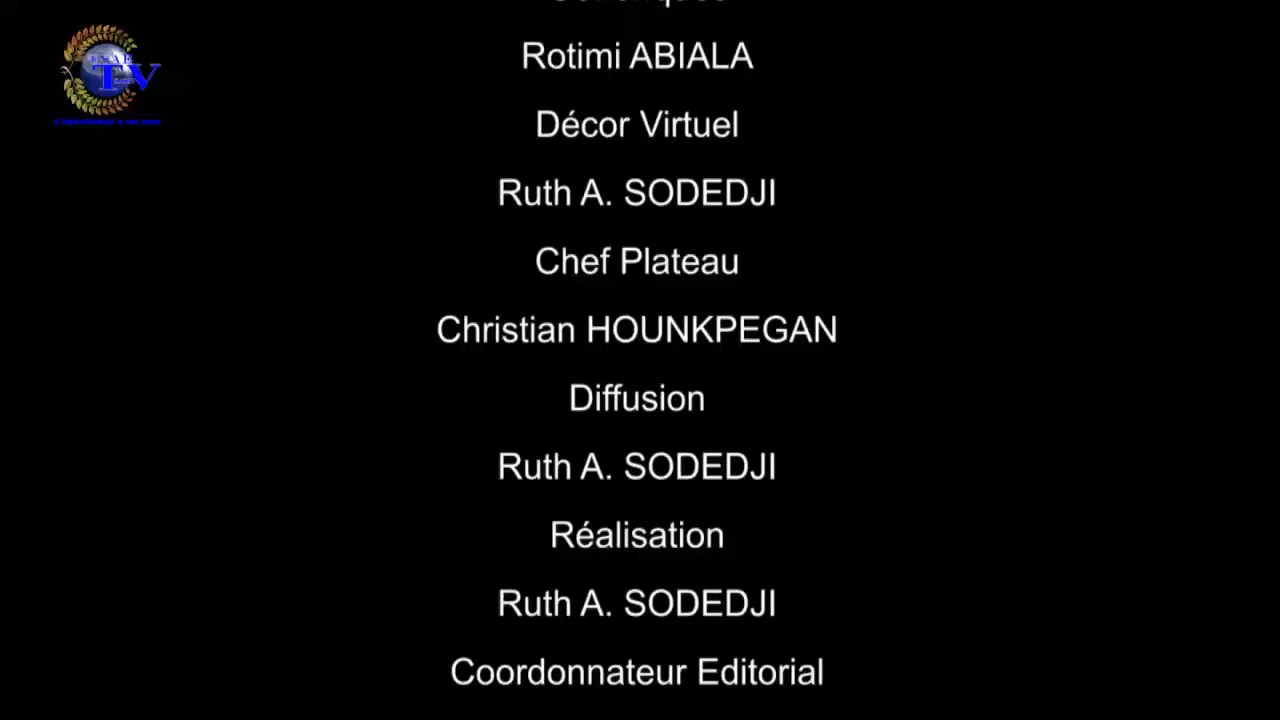 Rotimi ABIALA
Décor Virtuel
Ruth A. SODEDJI
Chef Plateau
Christian HOUNKPEGAN
Diffusion
Ruth A. SODEDJI
Réalisation
Ruth A. SODEDJI
Coordonnateur Editorial